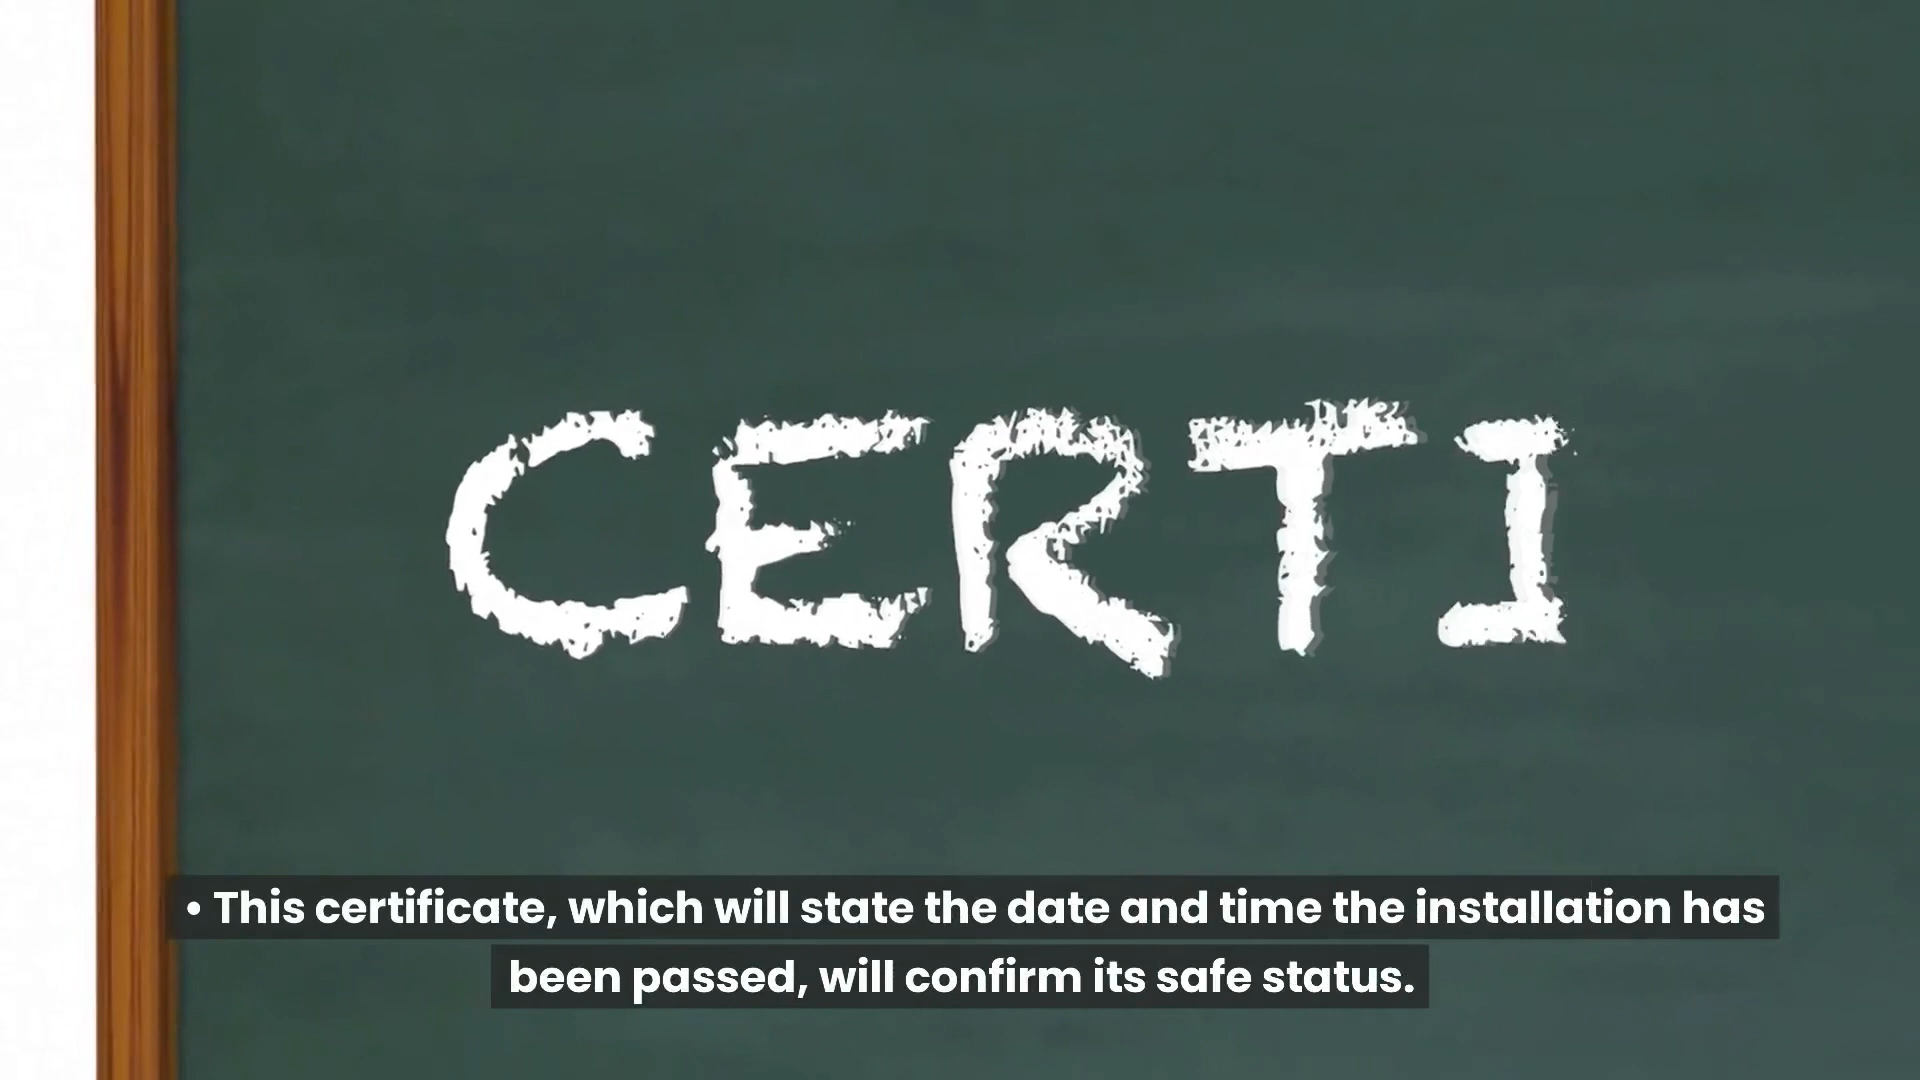 CERTI
• This certificate, which will state the date and time the installation has
been passed, will confirm its safe status.